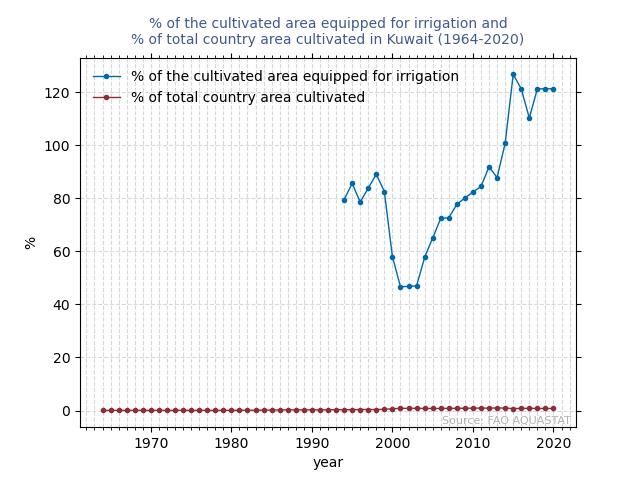 % of the cultivated area equipped for irrigation and
% of total country area cultivated in Kuwait (1964-2020)
% of the cultivated area equipped for irrigation
% of total country area cultivated
120
100
80
60
40
20
0
%
Source: FAO AQUASTAT
1970 1980 1990 2000 2010 2020
year